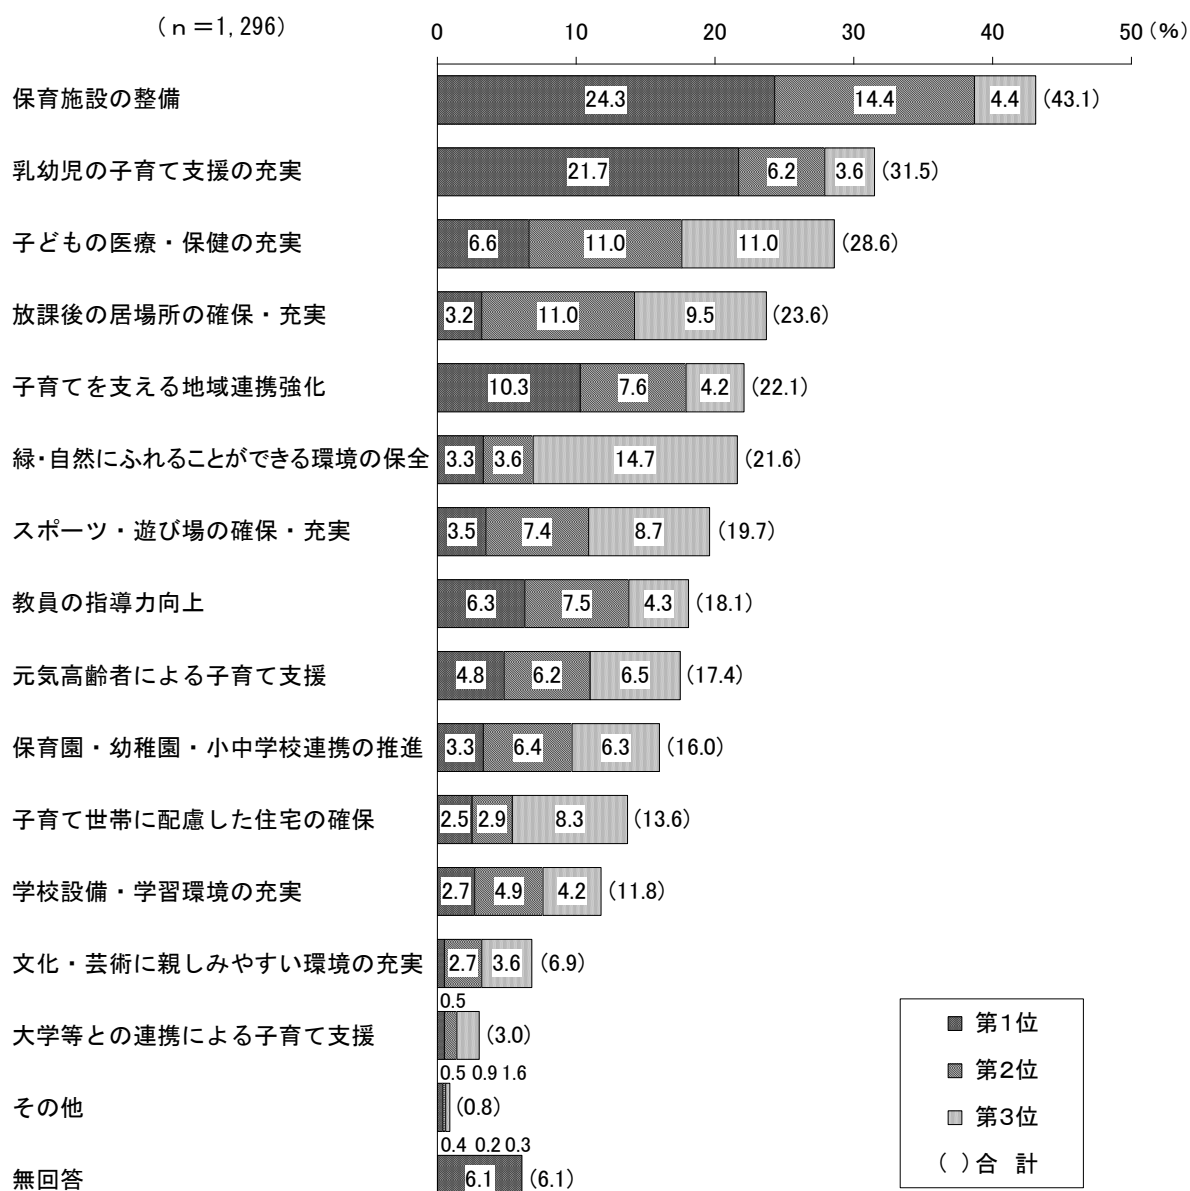 （ｎ＝1,296）
0 10 20 30 40 50（％）
保育施設の整備 24.3 14.4 4.4 （43.1）
乳幼児の子育て支援の充実 21.7 6.2 3.6 （31.5）
子どもの医療・保健の充実 6.6 11.0 11.0 （28.6）
放課後の居場所の確保・充実 3.2 11.0 9.5 （23.6）
子育てを支える地域連携強化 10.3 7.6 4.2 （22.1）
緑・自然にふれることができる環境の保全 3.3 3.6 14.7 （21.6）
スポーツ・遊び場の確保・充実 3.5 7.4 8.7 （19.7）
教員の指導力向上 6.3 7.5 4.3 （18.1）
元気高齢者による子育て支援 4.8 6.2 6.5 （17.4）
保育園・幼稚園・小中学校連携の推進 3.3 6.4 6.3 （16.0）
子育て世帯に配慮した住宅の確保 2.5 2.9 8.3 （13.6）
学校設備・学習環境の充実 2.7 4.9 4.2 （11.8）
文化・芸術に親しみやすい環境の充実 2.7 3.6 （6.9）
0.5
大学等との連携による子育て支援 （3.0）
0.5 0.9 1.6
その他 （0.8）
0.4 0.2 0.3
無回答 6.1 （6.1）
第１位
第２位
第３位
（ ）合 計